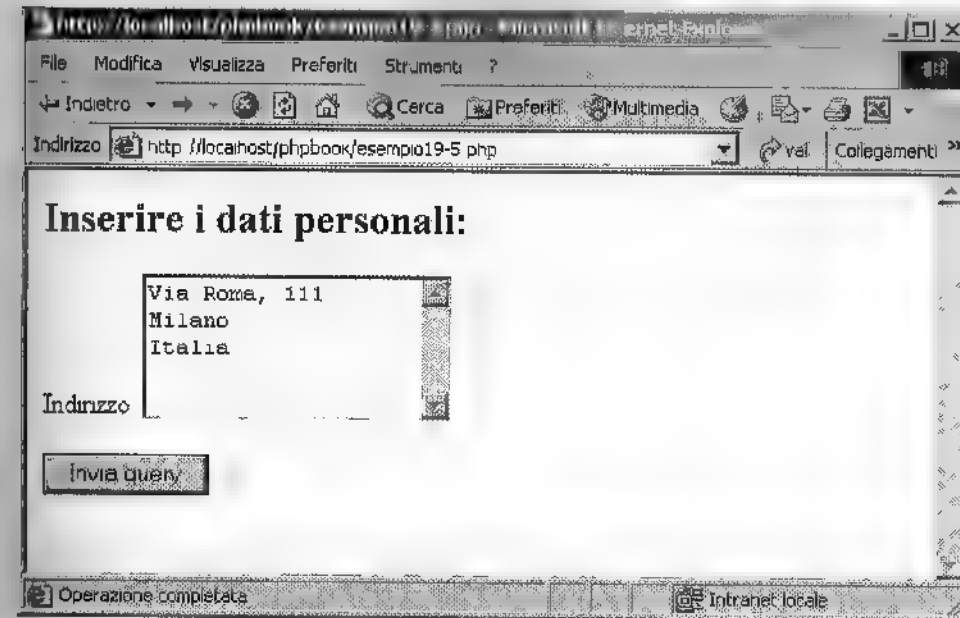 File Modifica Visualizza Preferiti Strumenti ?
Indietro Cerca Preferiti Multimedia
Indirizzo http //localhost/phpbook/esempio19-5 php Vai Collegamenti »
Inserire i dati personali:
Via Roma, 111
Milano
Italia
Indirizzo
Invia query
Operazione completata Intranet locale